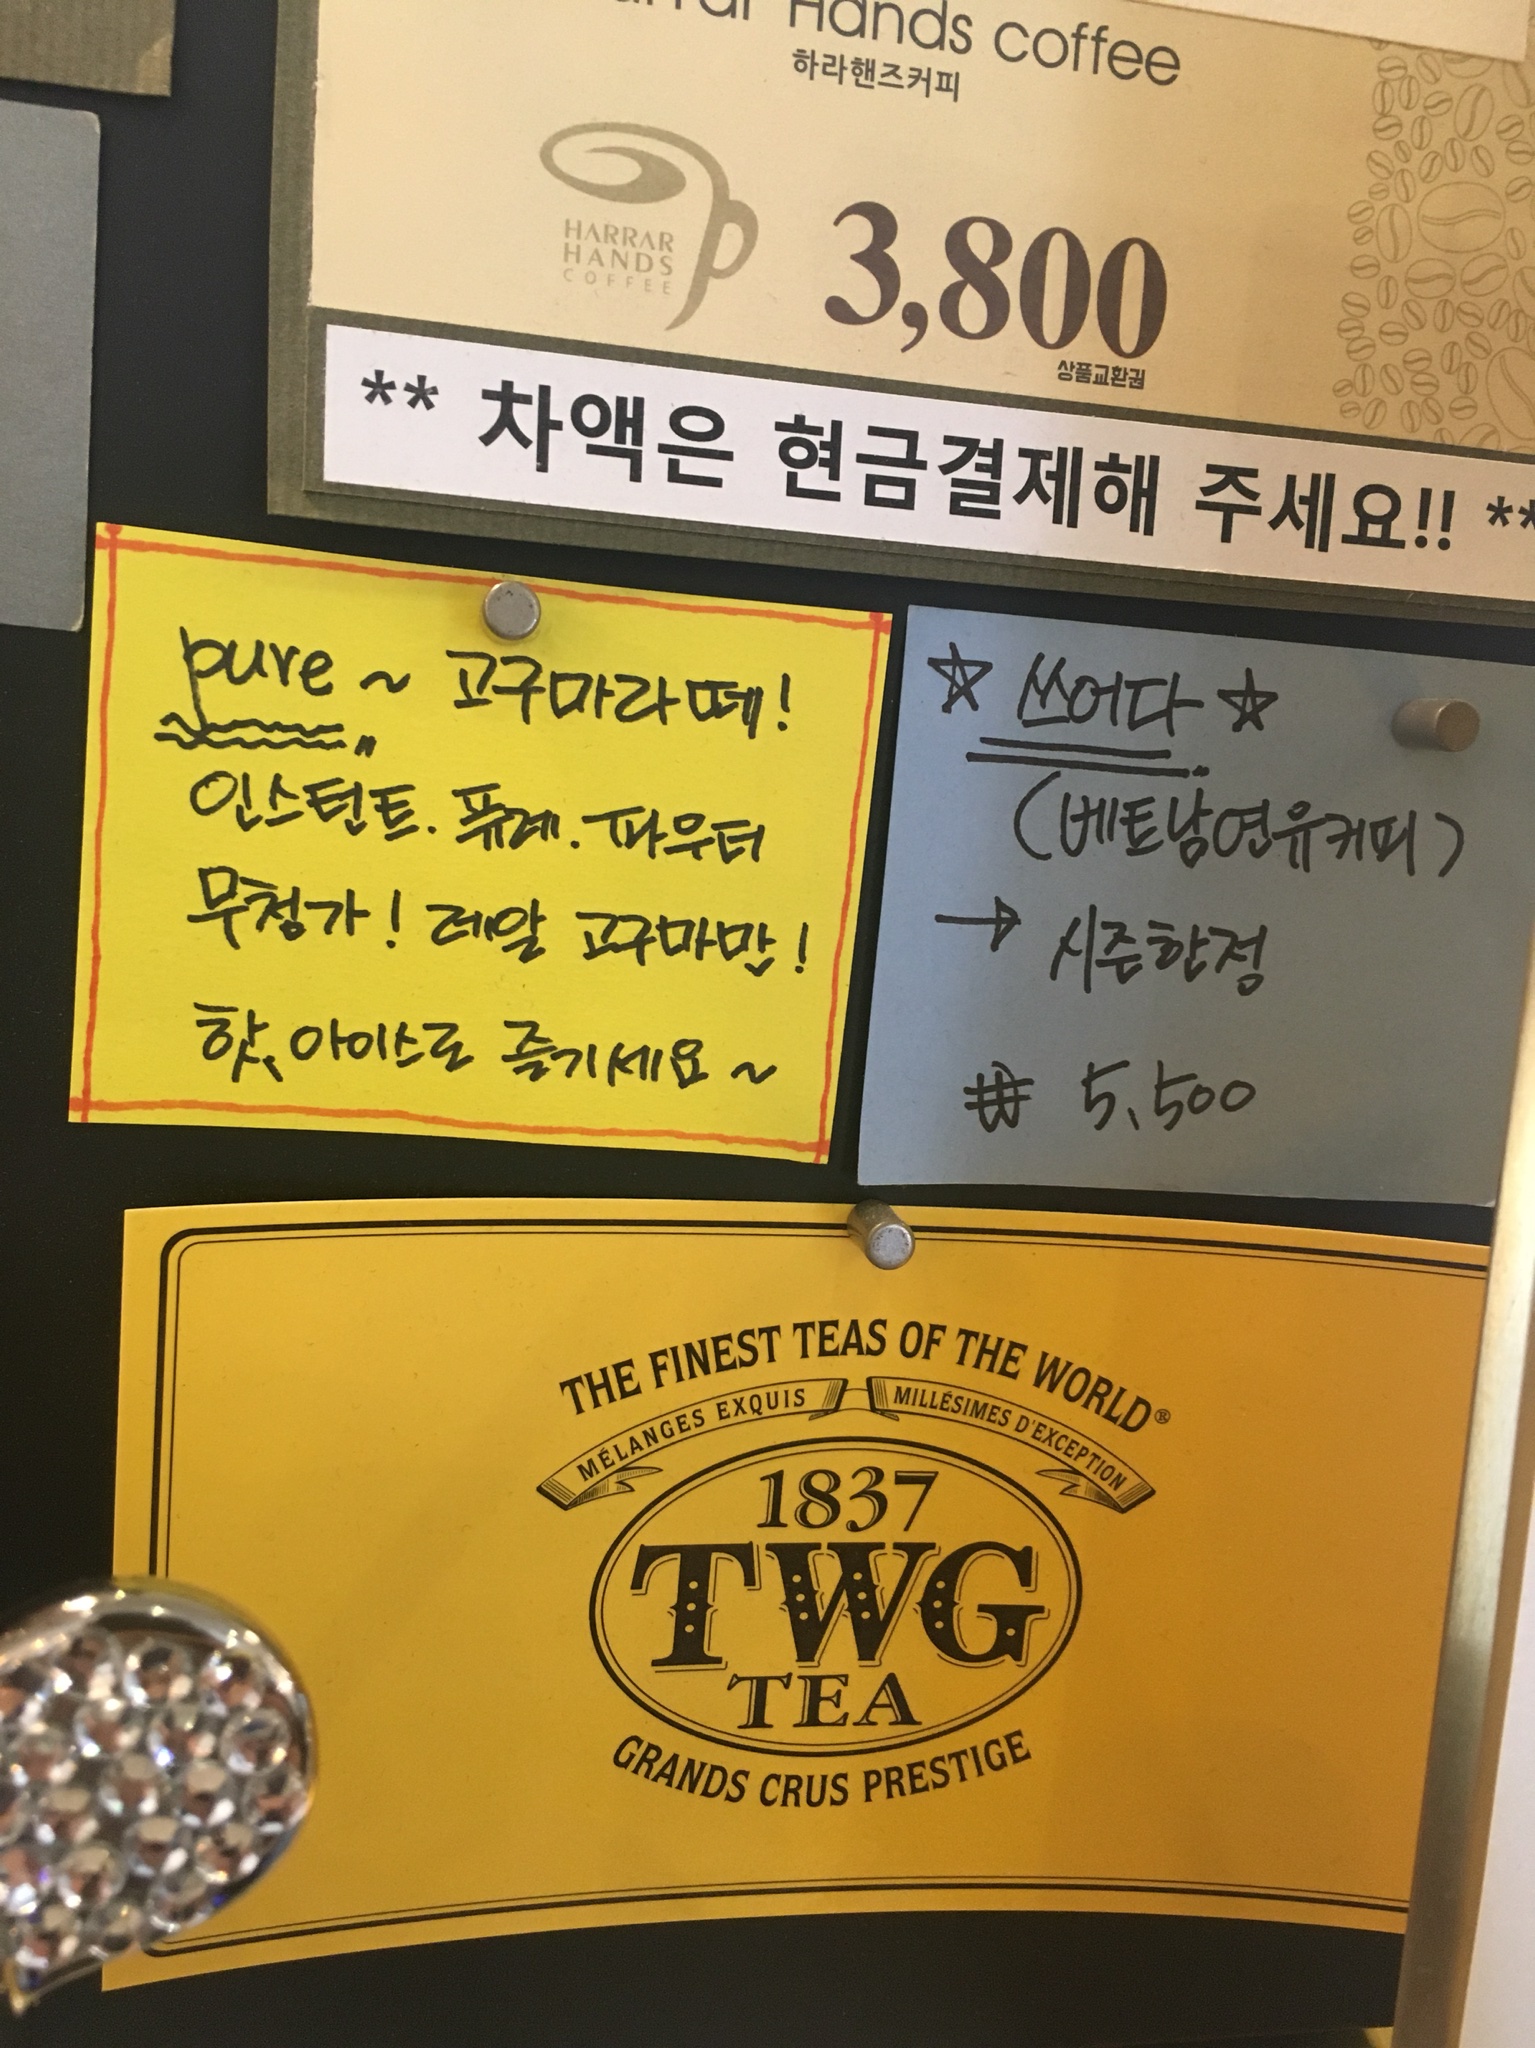 Hands coffee
하라핸즈커피
HARRAR
HANDS
COFFEE
3,800
상품교환권
** 차액은 현금결제해 주세요!! **
pure ~ 고구마라떼!
인스턴트. 퓨레. 파우더
무첨가! 레알 고구마만!
핫, 아이스로 즐기세요~
☆ 쓰어다 ☆
(베트남연유커피)
→ 시즌한정
₩ 5,500
THE FINEST TEAS OF THE WORLD®
MÉLANGES EXQUIS MILLÉSIMES D'EXCEPTION
1837
TWG
TEA
GRANDS CRUS PRESTIGE